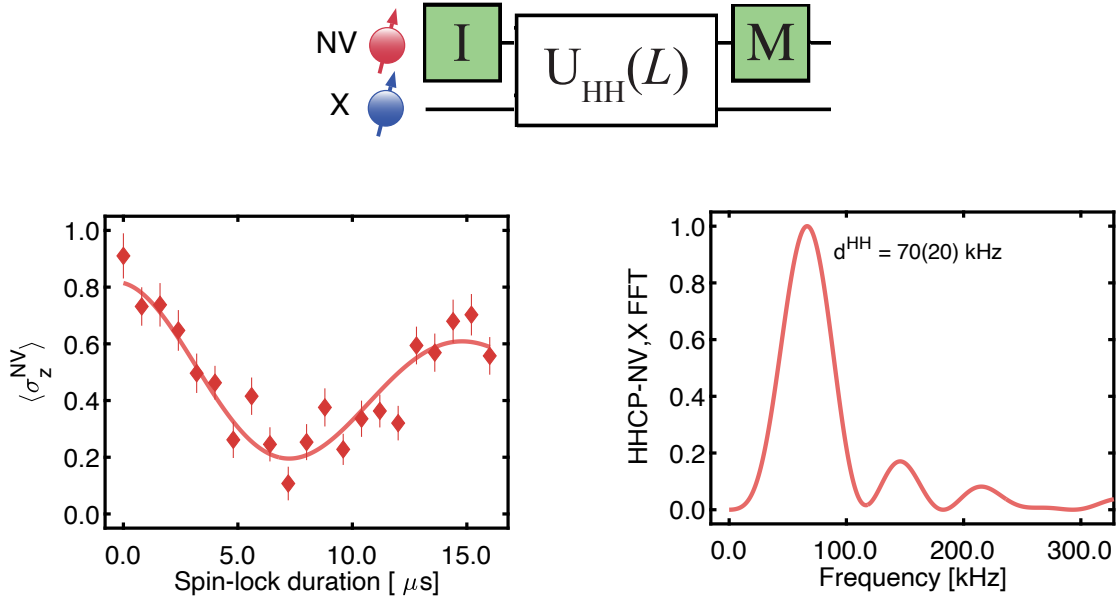 NV
I
U_HH(L)
M
X
⟨σ_z^NV⟩
1.0
0.8
0.6
0.4
0.2
0.0
0.0 5.0 10.0 15.0
Spin-lock duration [ μs]
HHCP-NV,X FFT
1.0
0.8
0.6
0.4
0.2
0.0
d^HH = 70(20) kHz
0.0 100.0 200.0 300.0
Frequency [kHz]